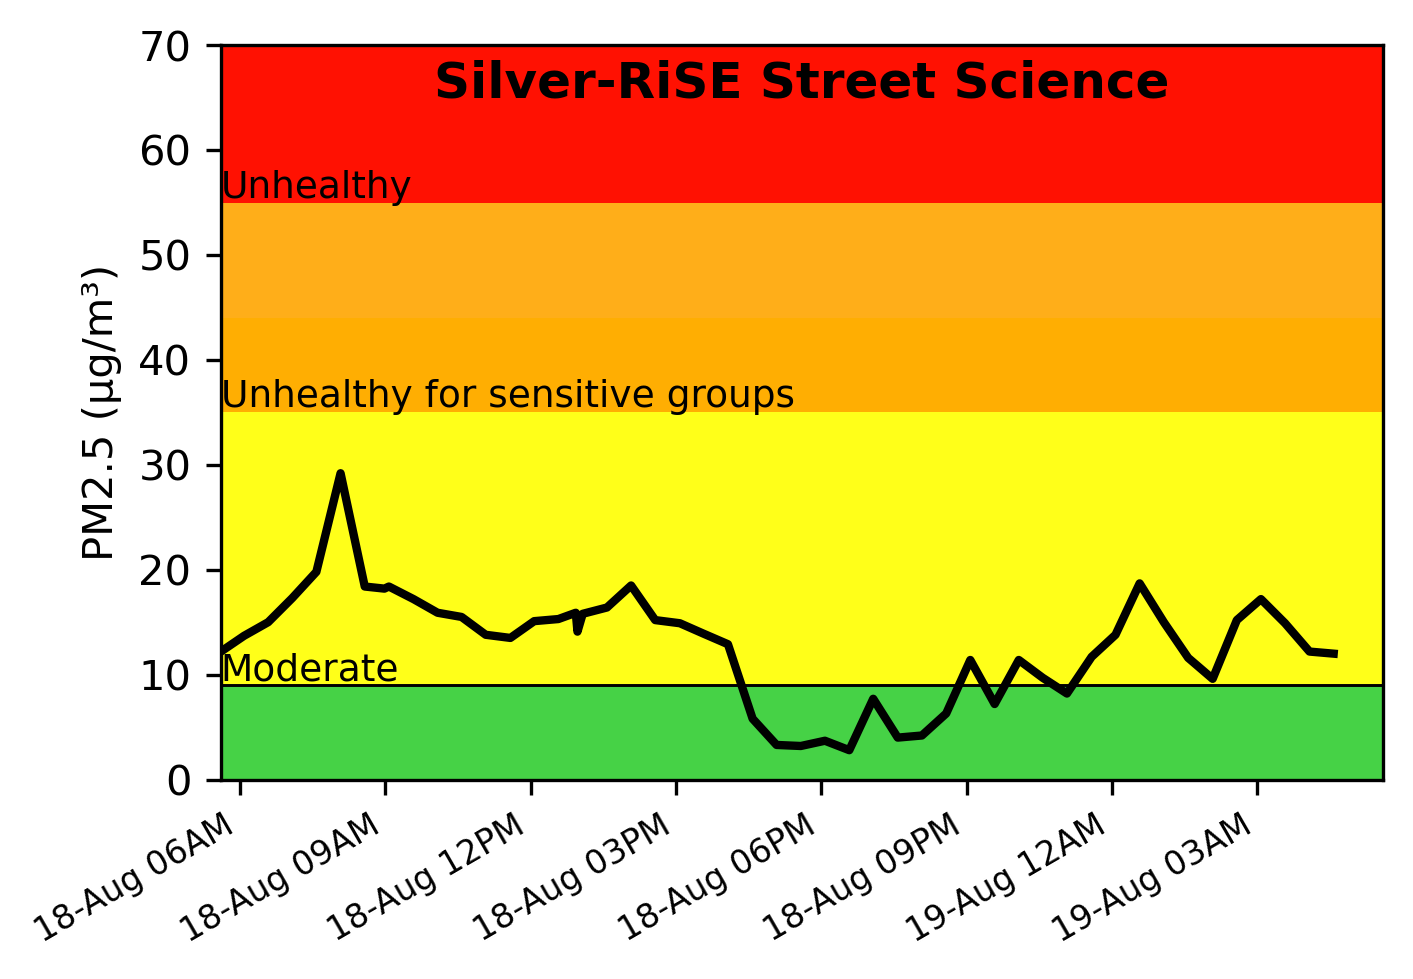 Silver-RiSE Street Science
PM2.5 (µg/m³)
70
60
50
40
30
20
10
0
Unhealthy
Unhealthy for sensitive groups
Moderate
18-Aug 06AM
18-Aug 09AM
18-Aug 12PM
18-Aug 03PM
18-Aug 06PM
18-Aug 09PM
19-Aug 12AM
19-Aug 03AM